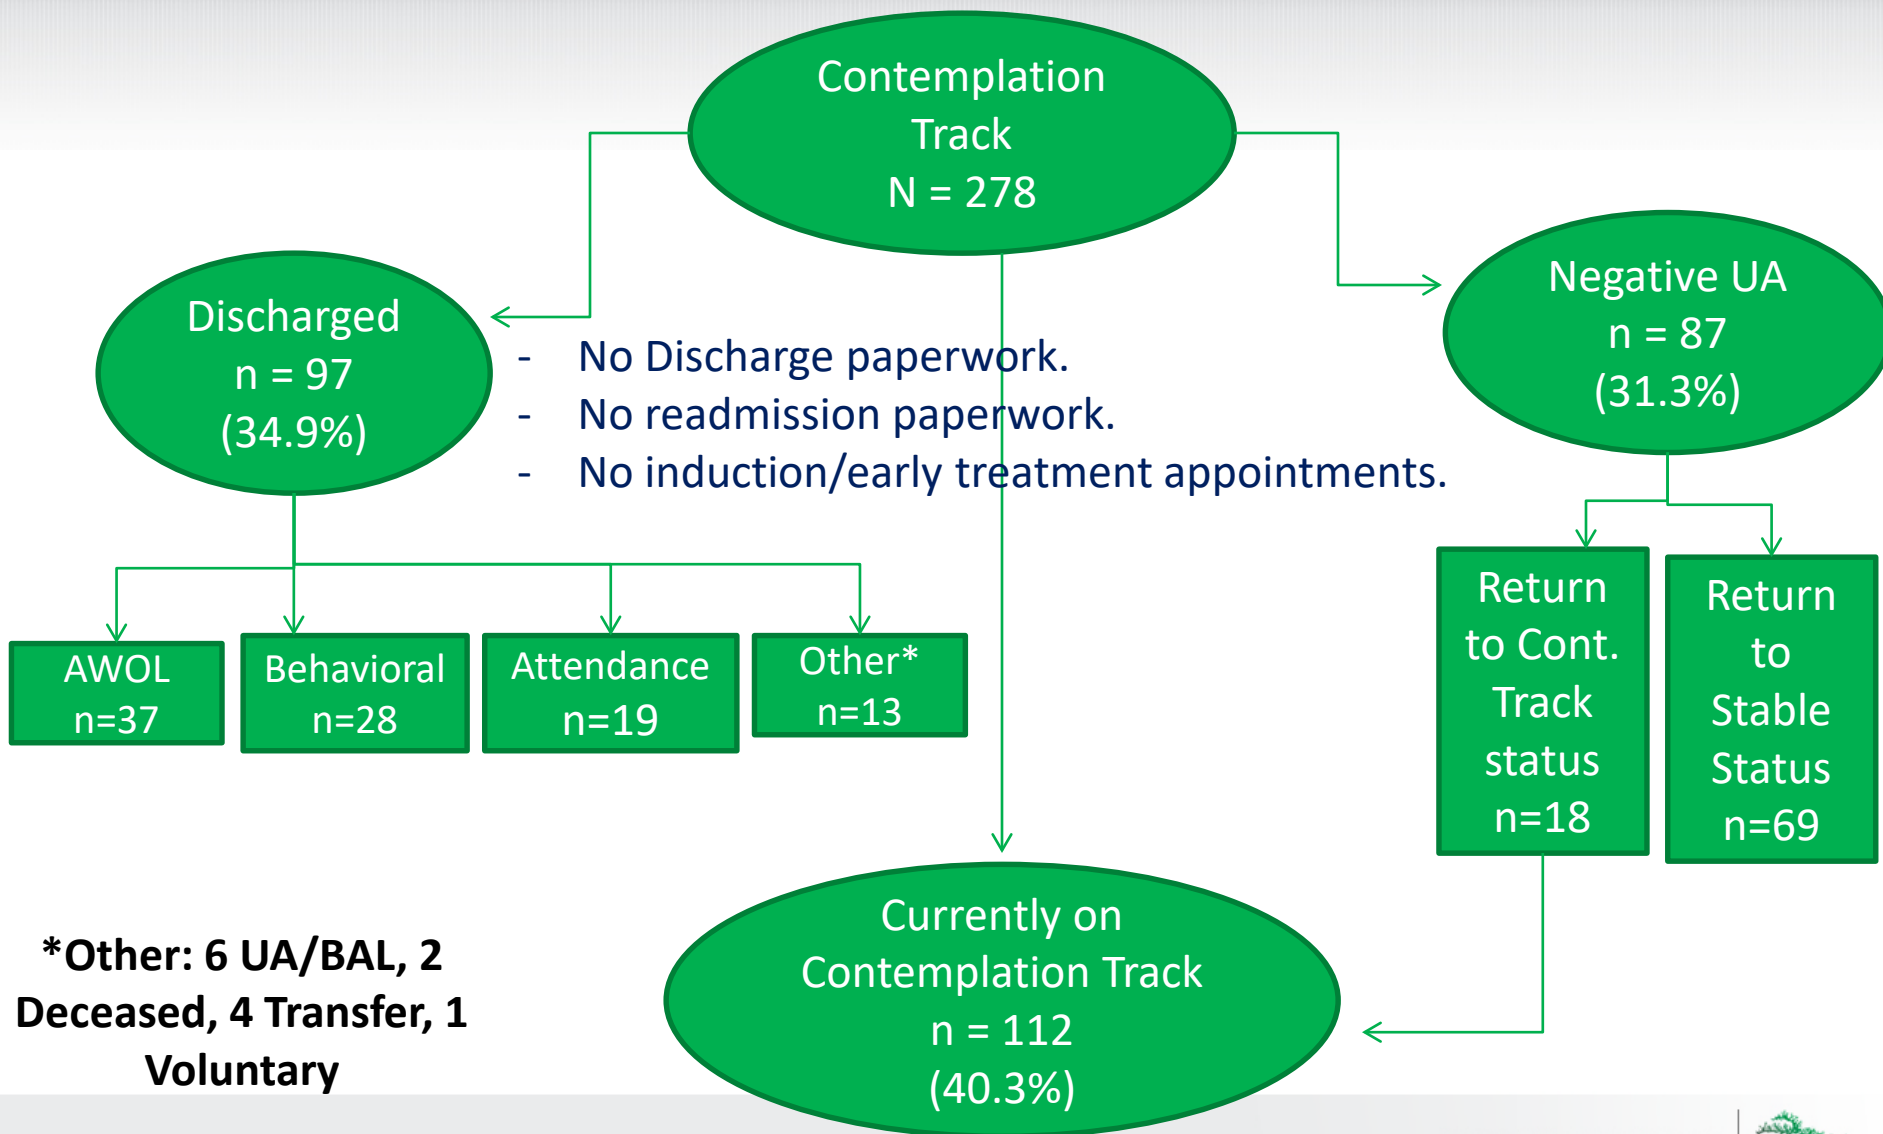 Contemplation
Track
N = 278
Discharged
n = 97
(34.9%)
- No Discharge paperwork.
- No readmission paperwork.
- No induction/early treatment appointments.
Negative UA
n = 87
(31.3%)
AWOL
n=37
Behavioral
n=28
Attendance
n=19
Other*
n=13
Return
to Cont.
Track
status
n=18
Return
to
Stable
Status
n=69
Currently on
Contemplation Track
n = 112
(40.3%)
*Other: 6 UA/BAL, 2
Deceased, 4 Transfer, 1
Voluntary